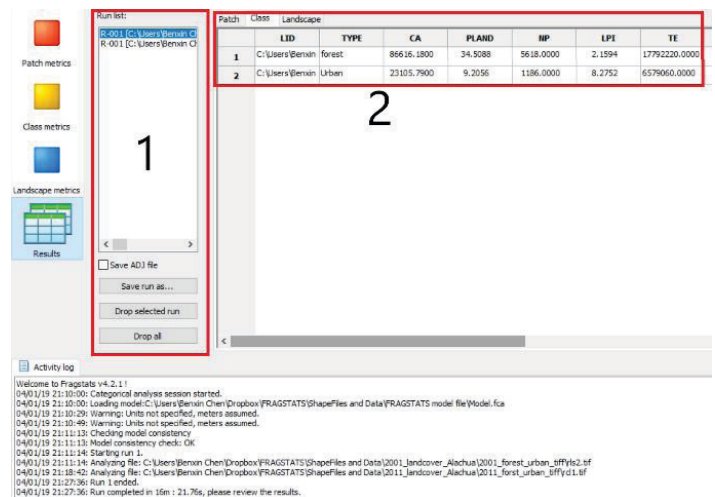 Run list:
R-001 [C:\Users\Benxin Cl
R-001 [C:\Users\Benxin Cl
Patch metrics
Class metrics
Landscape metrics
Results
1
Save ADJ file
Save run as...
Drop selected run
Drop all
Patch Class Landscape
LID TYPE CA PLAND NP LPI TE
1 C:\Users\Benxin forest 86616.1800 34.5088 5618.0000 2.1594 17792220.0000
2 C:\Users\Benxin Urban 23105.7900 9.2056 1186.0000 8.2752 6579060.0000
2
Activity log
Welcome to Fragstats v4.2.1!
04/01/19 21:10:00: Categorical analysis session started.
04/01/19 21:10:00: Loading model:C:\Users\Benxin Chen\Dropbox\FRAGSTATS\ShapeFiles and Data\FRAGSTATS model file\Model.fca
04/01/19 21:10:29: Warning: Units not specified, meters assumed.
04/01/19 21:10:49: Warning: Units not specified, meters assumed.
04/01/19 21:11:13: Checking model consistency
04/01/19 21:11:13: Model consistency check: OK
04/01/19 21:11:14: Starting run 1.
04/01/19 21:11:14: Analyzing file: C:\Users\Benxin Chen\Dropbox\FRAGSTATS\ShapeFiles and Data\2001_landcover_Alachua\2001_forest_urban_tiff\rls2.tif
04/01/19 21:18:42: Analyzing file: C:\Users\Benxin Chen\Dropbox\FRAGSTATS\ShapeFiles and Data\2011_landcover_Alachua\2011_forst_urban_tiff\rd1.tif
04/01/19 21:27:36: Run 1 ended.
04/01/19 21:27:36: Run completed in 16m : 21.76s, please review the results.